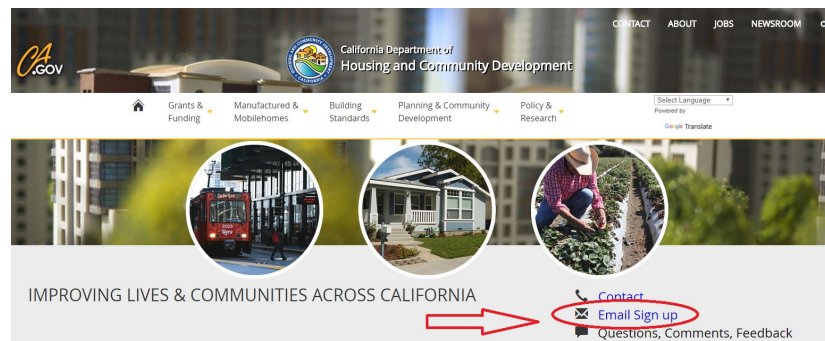 CONTACT ABOUT JOBS NEWSROOM
CA
.GOV
California Department of
Housing and Community Development
Grants &
Funding
Manufactured &
Mobilehomes
Building
Standards
Planning & Community
Development
Policy &
Research
Select Language
Powered by
Google Translate
IMPROVING LIVES & COMMUNITIES ACROSS CALIFORNIA
Contact
Email Sign up
Questions, Comments, Feedback